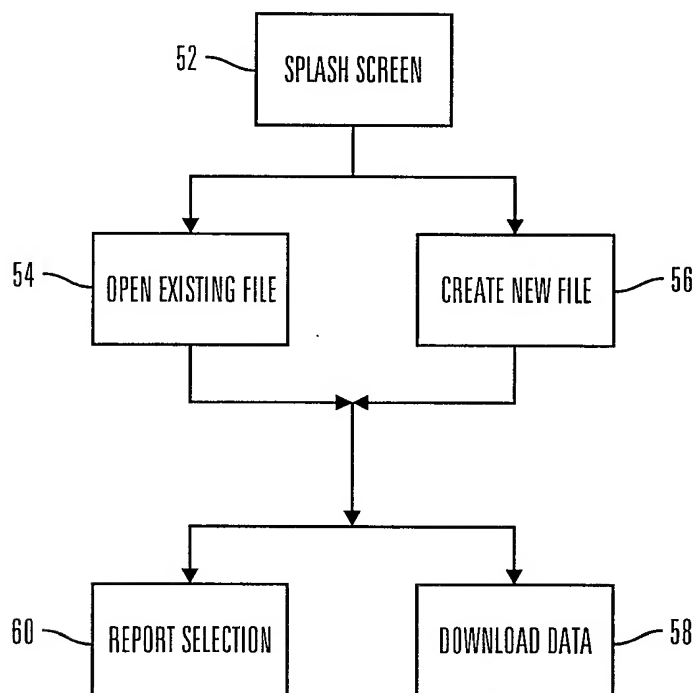 52
SPLASH SCREEN
54
OPEN EXISTING FILE
CREATE NEW FILE
56
60
REPORT SELECTION
DOWNLOAD DATA
58